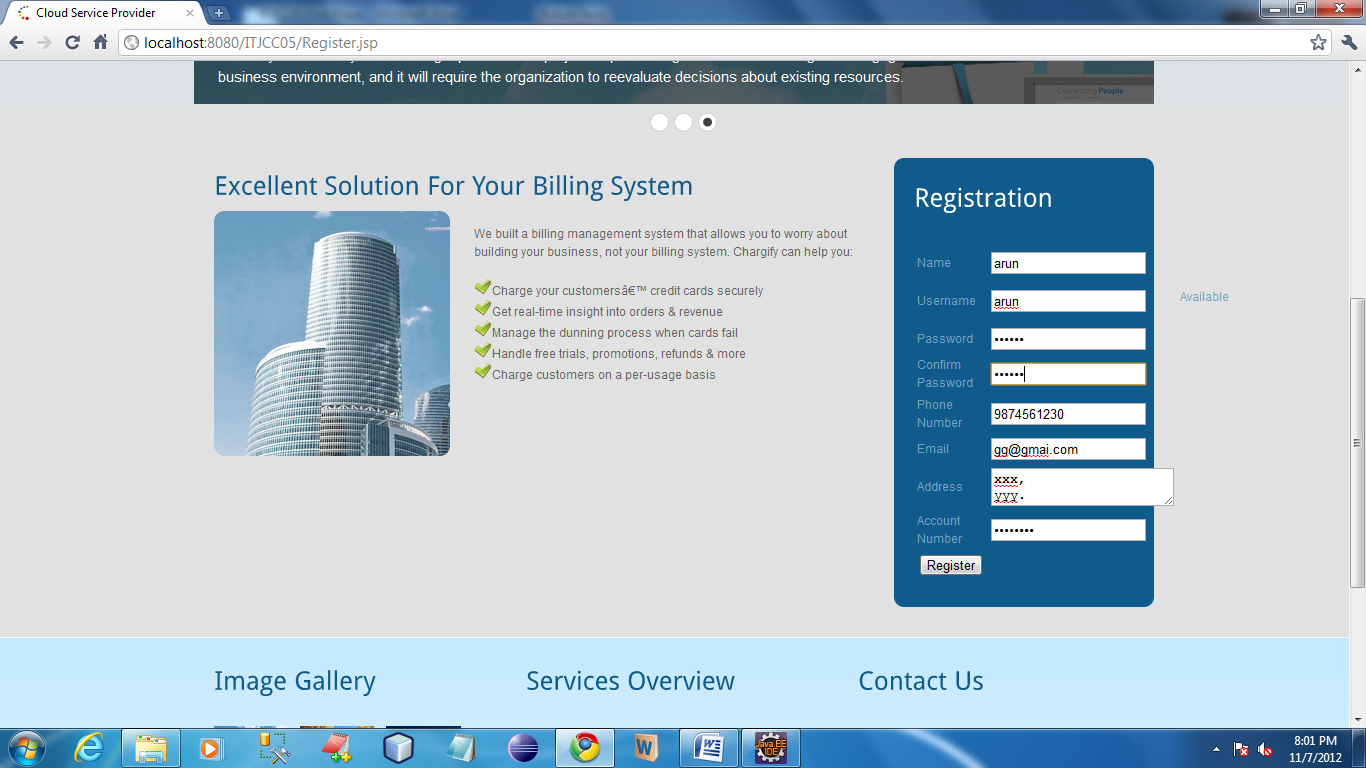 Cloud Service Provider
localhost:8080/ITJCC05/Register.jsp
business environment, and it will require the organization to reevaluate decisions about existing resources.
Connecting People
Excellent Solution For Your Billing System
We built a billing management system that allows you to worry about
building your business, not your billing system. Chargify can help you:
Charge your customersâ€™ credit cards securely
Get real-time insight into orders & revenue
Manage the dunning process when cards fail
Handle free trials, promotions, refunds & more
Charge customers on a per-usage basis
Registration
Name arun
Username arun Available
Password ••••••
Confirm
Password ••••••
Phone
Number 9874561230
Email gg@gmai.com
Address xxx,
yyy.
Account
Number ••••••••
Register
Image Gallery Services Overview Contact Us
Java EE
IDE
8:01 PM
11/7/2012